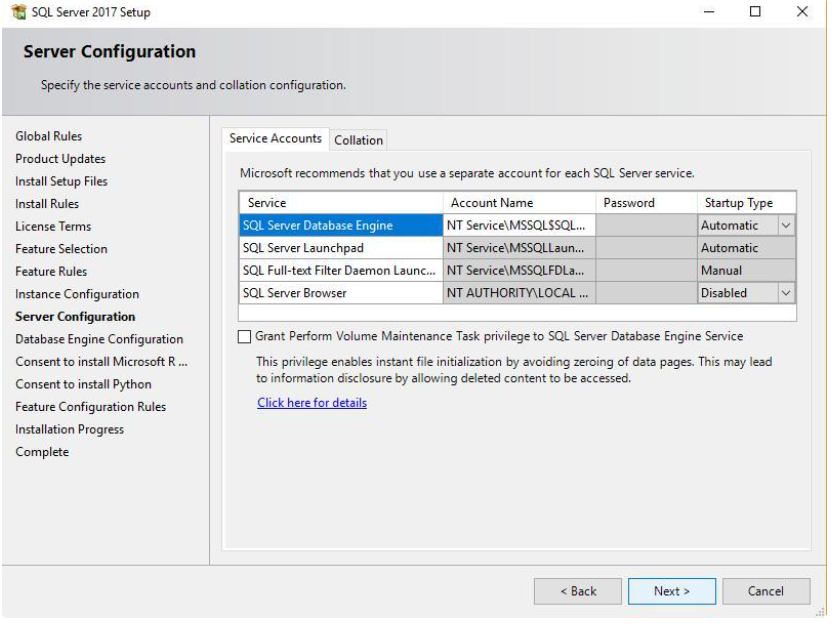 SQL Server 2017 Setup
Server Configuration
Specify the service accounts and collation configuration.
Global Rules
Product Updates
Install Setup Files
Install Rules
License Terms
Feature Selection
Feature Rules
Instance Configuration
Server Configuration
Database Engine Configuration
Consent to install Microsoft R ...
Consent to install Python
Feature Configuration Rules
Installation Progress
Complete
Service Accounts Collation
Microsoft recommends that you use a separate account for each SQL Server service.
Service Account Name Password Startup Type
SQL Server Database Engine NT Service\MSSQL$SQL... Automatic
SQL Server Launchpad NT Service\MSSQLLaun... Automatic
SQL Full-text Filter Daemon Launc... NT Service\MSSQLFDLa... Manual
SQL Server Browser NT AUTHORITY\LOCAL ... Disabled
Grant Perform Volume Maintenance Task privilege to SQL Server Database Engine Service
This privilege enables instant file initialization by avoiding zeroing of data pages. This may lead
to information disclosure by allowing deleted content to be accessed.
Click here for details
< Back Next > Cancel